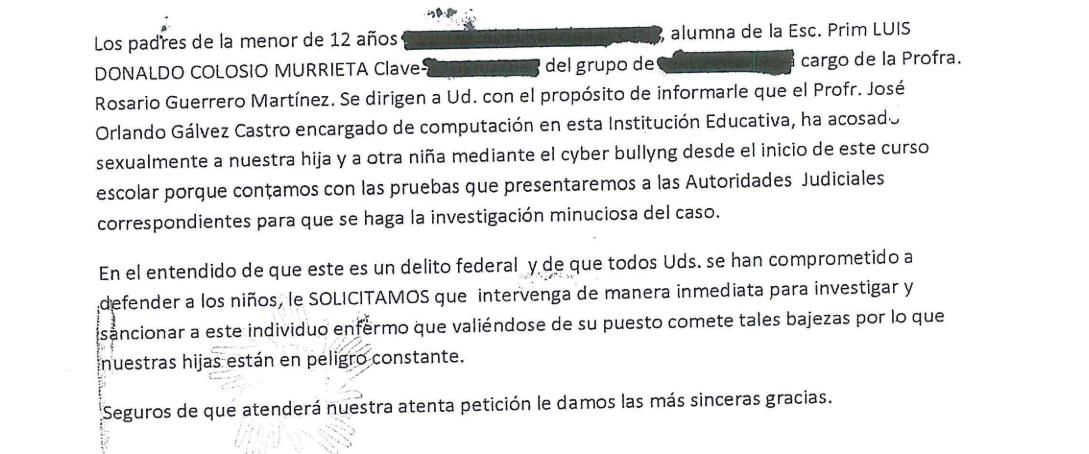 Los padres de la menor de 12 años , alumna de la Esc. Prim LUIS
DONALDO COLOSIO MURRIETA Clave- del grupo de cargo de la Profra.
Rosario Guerrero Martínez. Se dirigen a Ud. con el propósito de informarle que el Profr. José
Orlando Gálvez Castro encargado de computación en esta Institución Educativa, ha acosado
sexualmente a nuestra hija y a otra niña mediante el cyber bullyng desde el inicio de este curso
escolar porque contamos con las pruebas que presentaremos a las Autoridades Judiciales
correspondientes para que se haga la investigación minuciosa del caso.
En el entendido de que este es un delito federal y de que todos Uds. se han comprometido a
defender a los niños, le SOLICITAMOS que intervenga de manera inmediata para investigar y
sancionar a este individuo enfermo que valiéndose de su puesto comete tales bajezas por lo que
nuestras hijas están en peligro constante.
Seguros de que atenderá nuestra atenta petición le damos las más sinceras gracias.